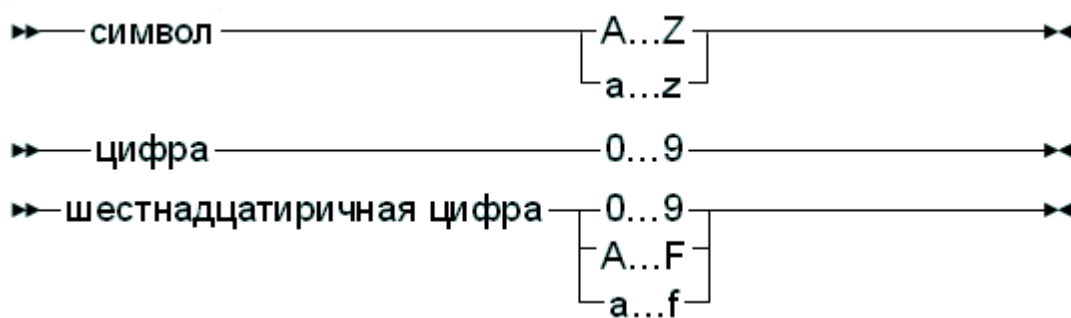 символ A...Z
a...z
цифра 0...9
шестнадцатиричная цифра 0...9
A...F
a...f